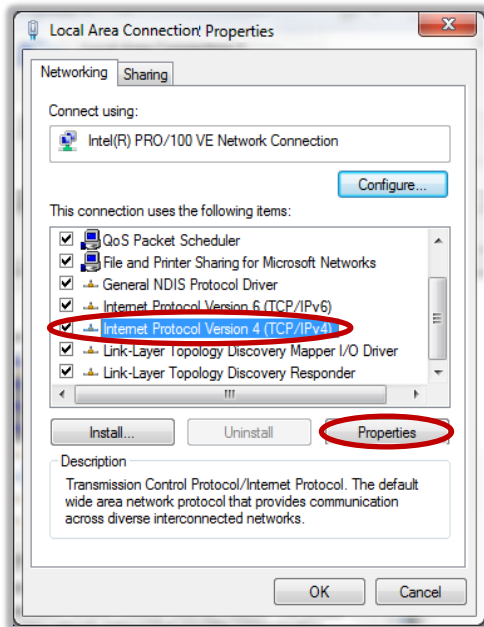 Local Area Connection Properties
Networking
Sharing
Connect using:
Intel(R) PRO/100 VE Network Connection
Configure...
This connection uses the following items:
QoS Packet Scheduler
File and Printer Sharing for Microsoft Networks
General NDIS Protocol Driver
Internet Protocol Version 6 (TCP/IPv6)
Internet Protocol Version 4 (TCP/IPv4)
Link-Layer Topology Discovery Mapper I/O Driver
Link-Layer Topology Discovery Responder
Install...
Uninstall
Properties
Description
Transmission Control Protocol/Internet Protocol. The default
wide area network protocol that provides communication
across diverse interconnected networks.
OK
Cancel